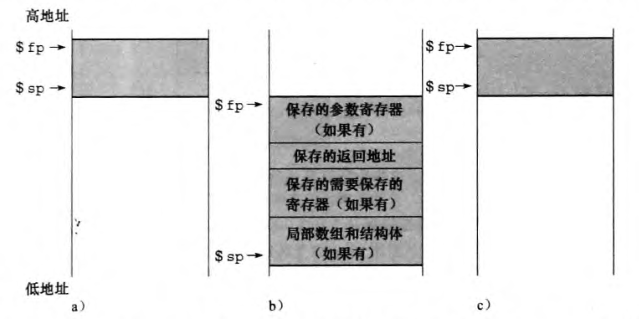 高地址
$fp→
$sp→
$fp→
保存的参数寄存器
（如果有）
保存的返回地址
保存的需要保存的
寄存器（如果有）
局部数组和结构体
（如果有）
$sp→
$fp→
$sp→
低地址
a）
b）
c）